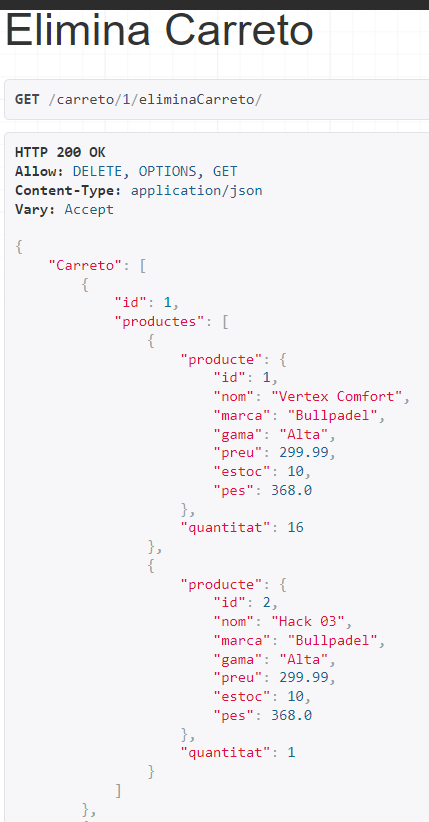 Elimina Carreto
GET /carreto/1/eliminaCarreto/
HTTP 200 OK
Allow: DELETE, OPTIONS, GET
Content-Type: application/json
Vary: Accept
{
    "Carreto": [
        {
            "id": 1,
            "productes": [
                {
                    "producte": {
                        "id": 1,
                        "nom": "Vertex Comfort",
                        "marca": "Bullpadel",
                        "gama": "Alta",
                        "preu": 299.99,
                        "estoc": 10,
                        "pes": 368.0
                    },
                    "quantitat": 16
                },
                {
                    "producte": {
                        "id": 2,
                        "nom": "Hack 03",
                        "marca": "Bullpadel",
                        "gama": "Alta",
                        "preu": 299.99,
                        "estoc": 10,
                        "pes": 368.0
                    },
                    "quantitat": 1
                }
            ]
        },